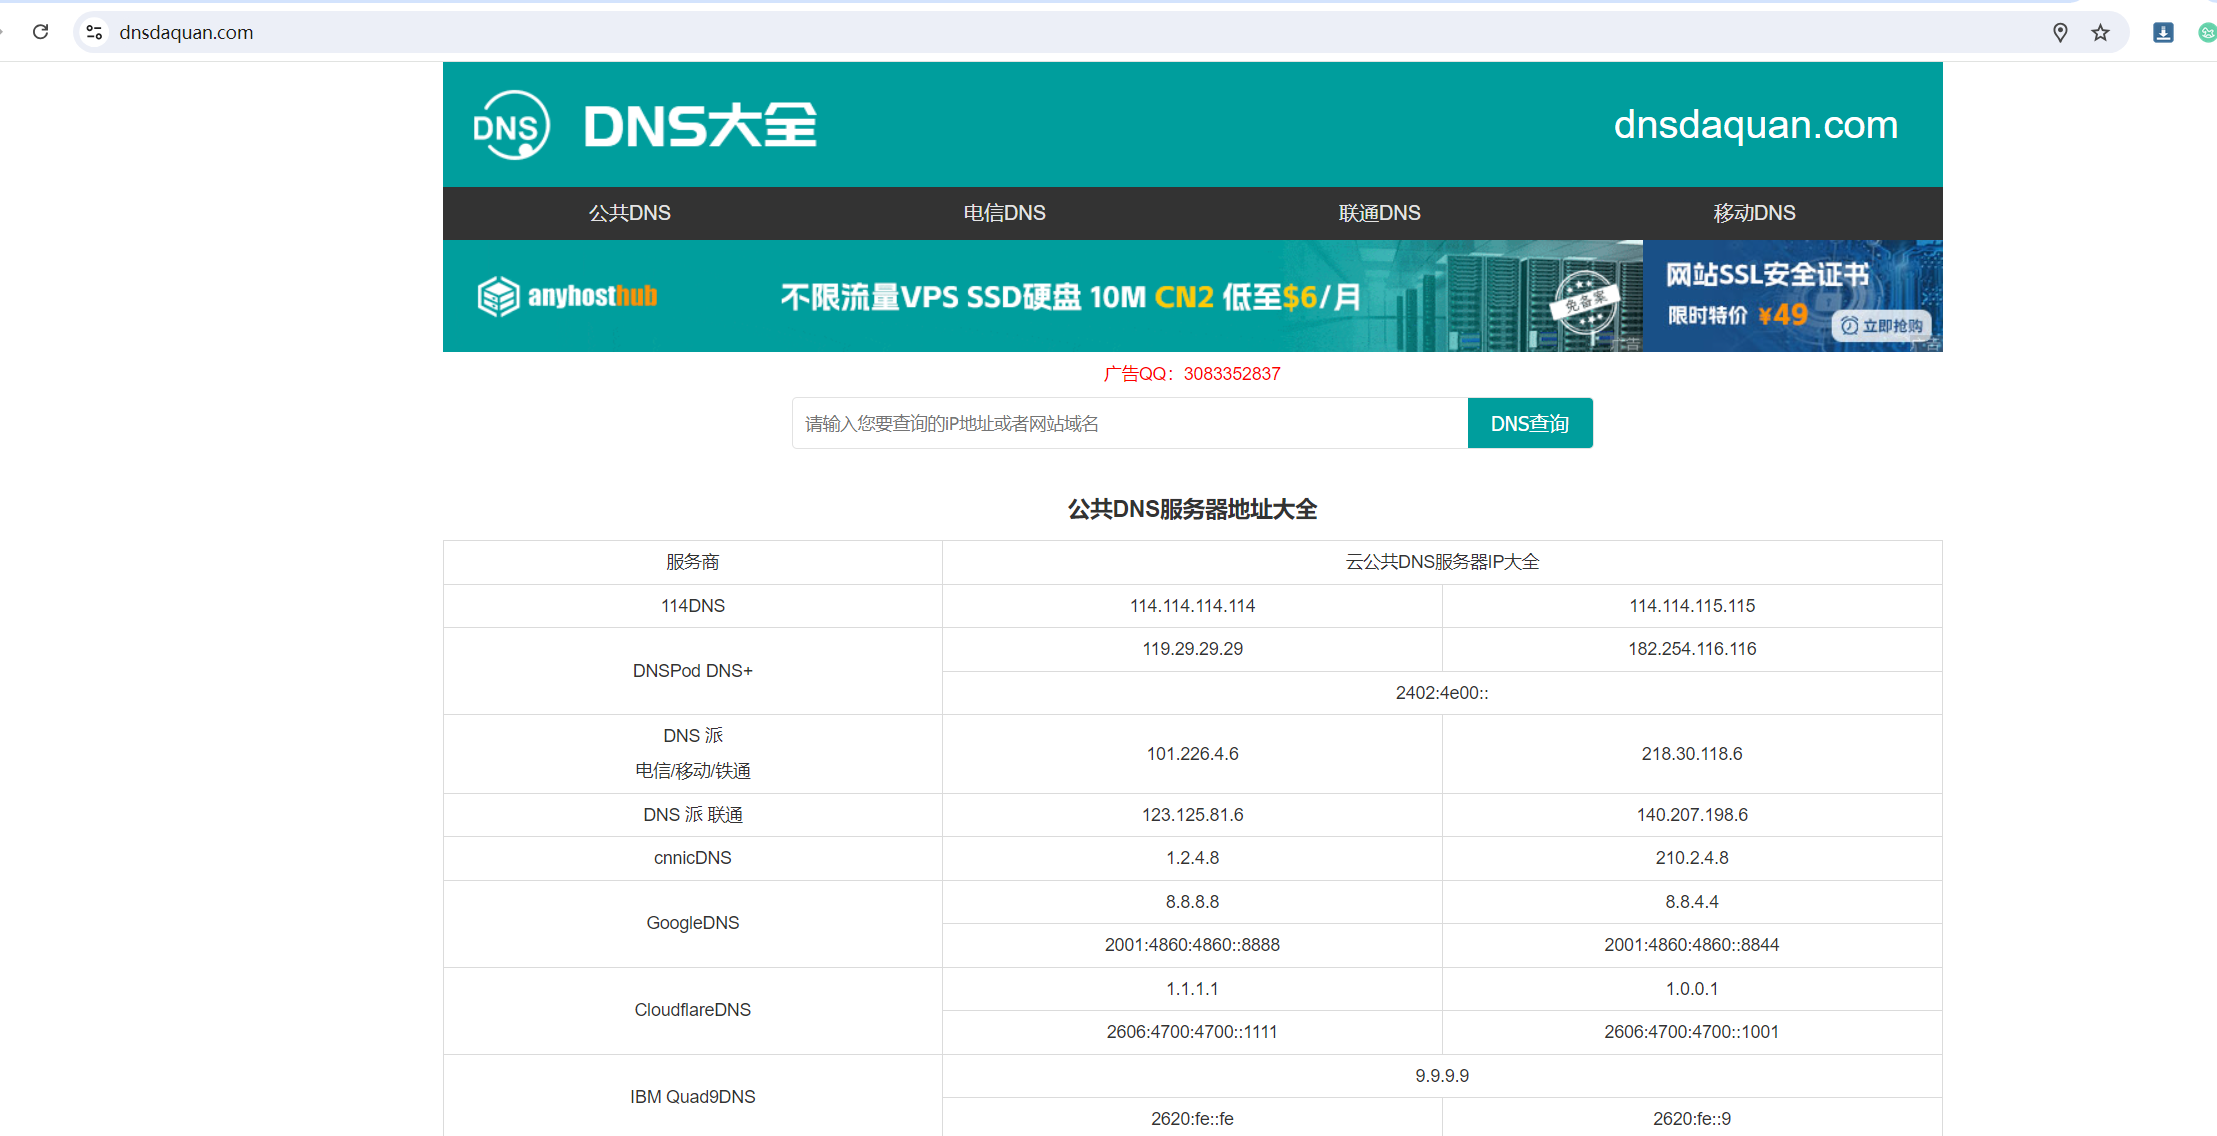 dnsdaquan.com
DNS DNS大全 dnsdaquan.com
公共DNS 电信DNS 联通DNS 移动DNS
anyhosthub 不限流量VPS SSD硬盘 10M CN2 低至$6/月 免备案 广告
网站SSL安全证书
限时特价 ¥49 立即抢购
广告
广告QQ：3083352837
请输入您要查询的iP地址或者网站域名 DNS查询
公共DNS服务器地址大全
服务商 云公共DNS服务器IP大全
114DNS 114.114.114.114 114.114.115.115
DNSPod DNS+ 119.29.29.29 182.254.116.116
2402:4e00::
DNS 派
电信/移动/铁通 101.226.4.6 218.30.118.6
DNS 派 联通 123.125.81.6 140.207.198.6
cnnicDNS 1.2.4.8 210.2.4.8
GoogleDNS 8.8.8.8 8.8.4.4
2001:4860:4860::8888 2001:4860:4860::8844
CloudflareDNS 1.1.1.1 1.0.0.1
2606:4700:4700::1111 2606:4700:4700::1001
IBM Quad9DNS 9.9.9.9
2620:fe::fe 2620:fe::9